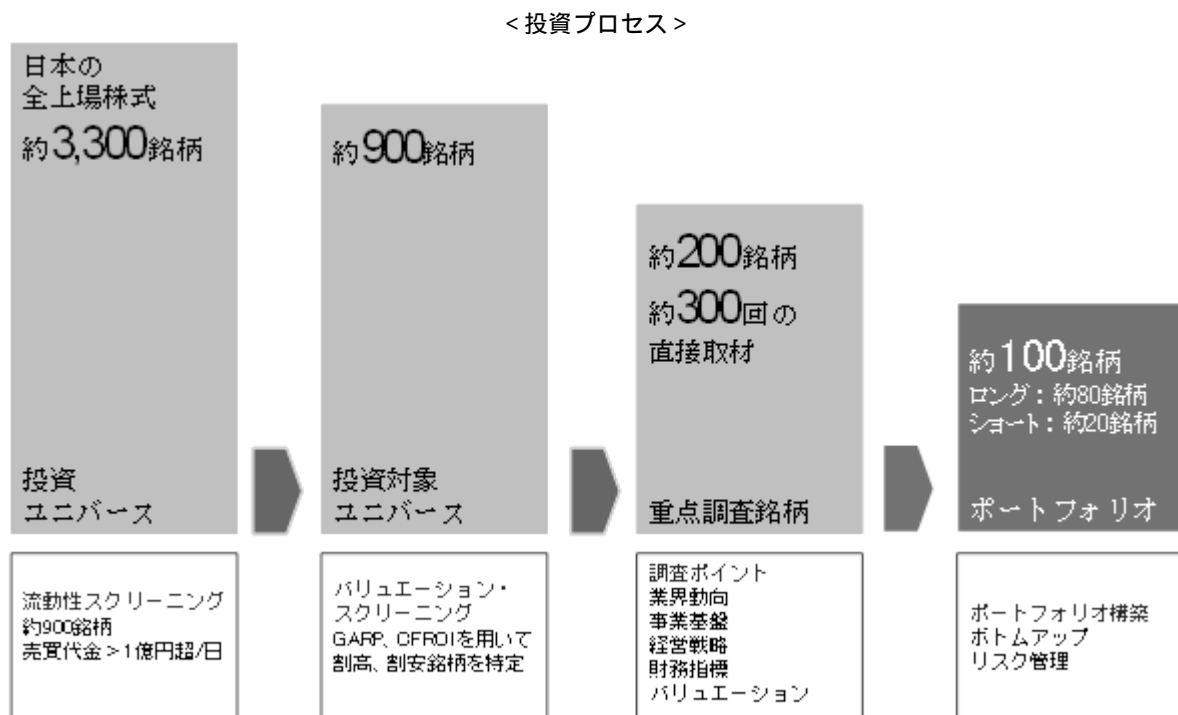 <投資プロセス>
日本の
全上場株式
約3,300銘柄
投資
ユニバース
流動性スクリーニング
約900銘柄
売買代金>1億円超/日
約900銘柄
投資対象
ユニバース
バリュエーション・
スクリーニング
GARP、CFROIを用いて
割高、割安銘柄を特定
約200銘柄
約300回の
直接取材
重点調査銘柄
調査ポイント
業界動向
事業基盤
経営戦略
財務指標
バリュエーション
約100銘柄
ロング：約80銘柄
ショート：約20銘柄
ポートフォリオ
ポートフォリオ構築
ボトムアップ
リスク管理